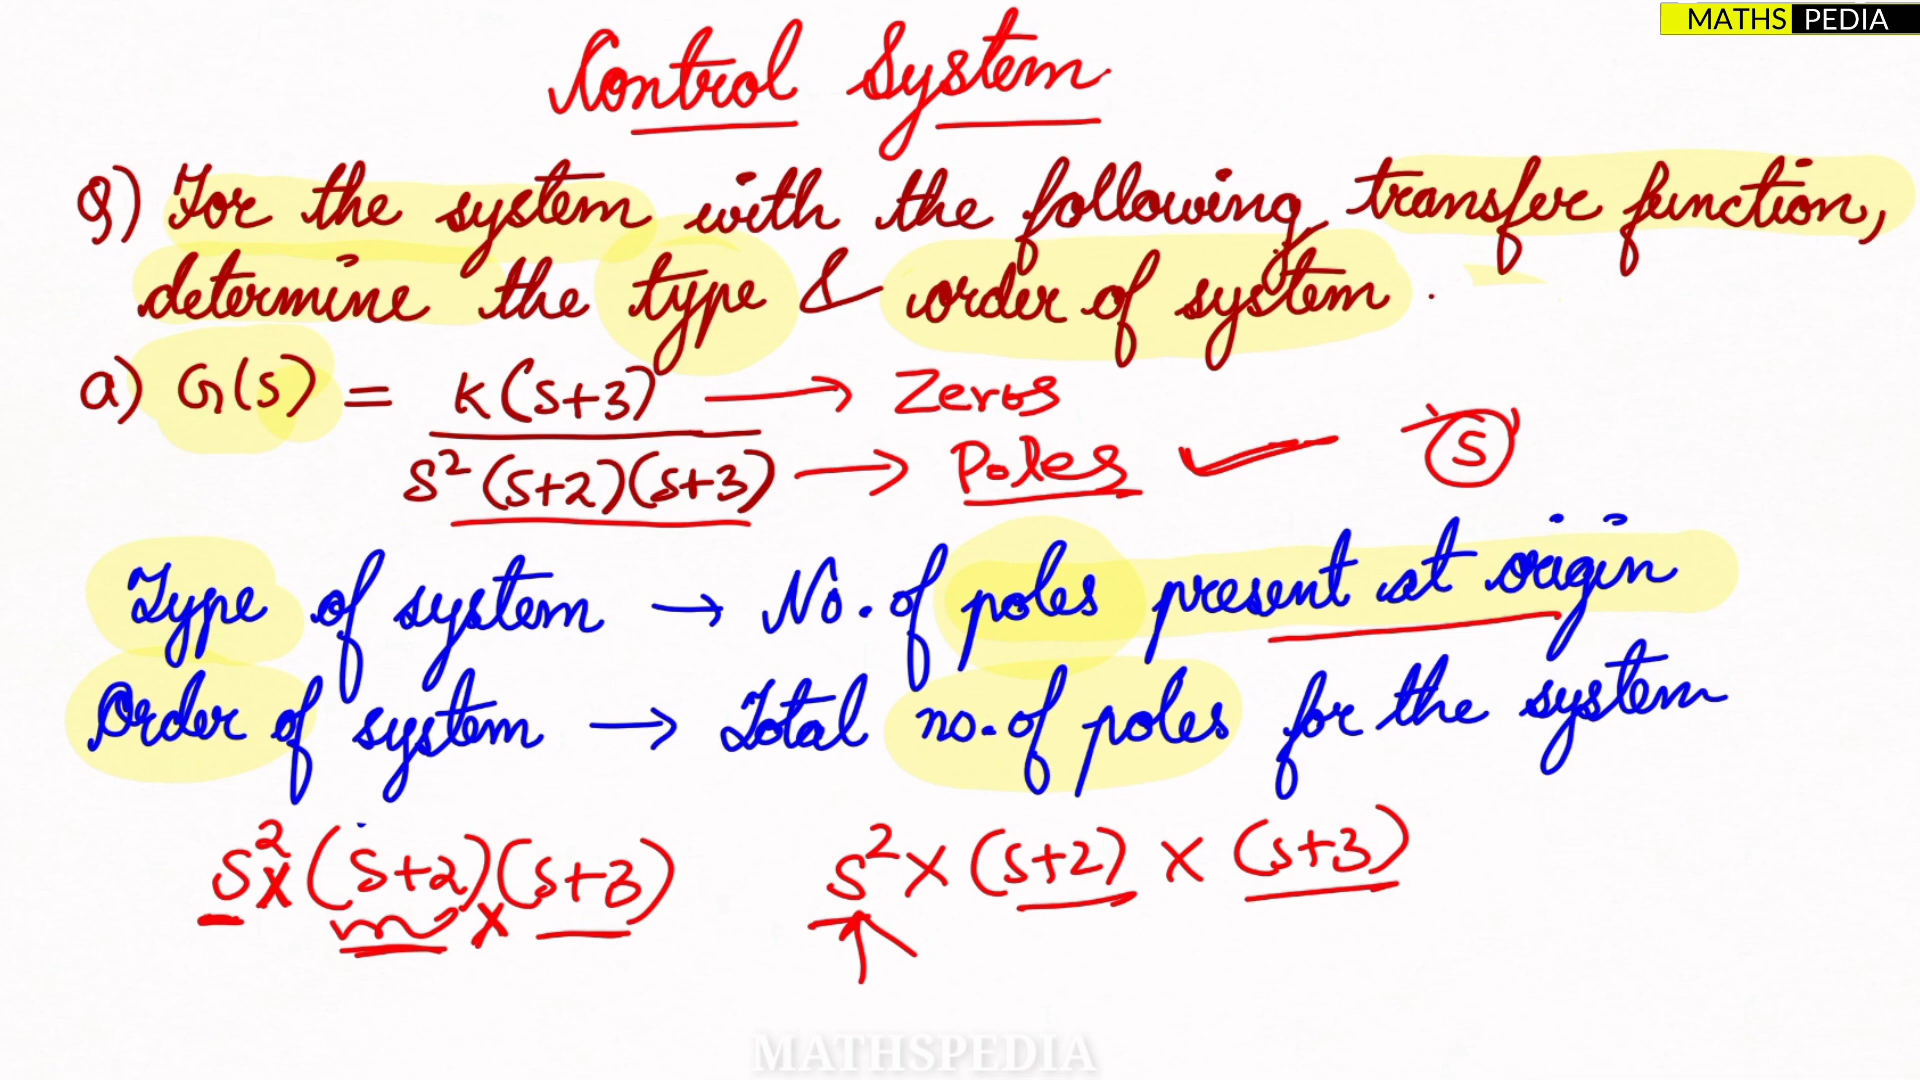 MATHS PEDIA
Control System
Q) For the system with the following transfer function,
determine the type & order of system.
a) G(s) = K(s+3) → Zeros
s²(s+2)(s+3) → Poles ✓ (s)
Type of system → No. of poles present at origin
Order of system → Total no. of poles for the system
s² x (s+2) x (s+3) s² x (s+2) x (s+3)
MATHSPEDIA